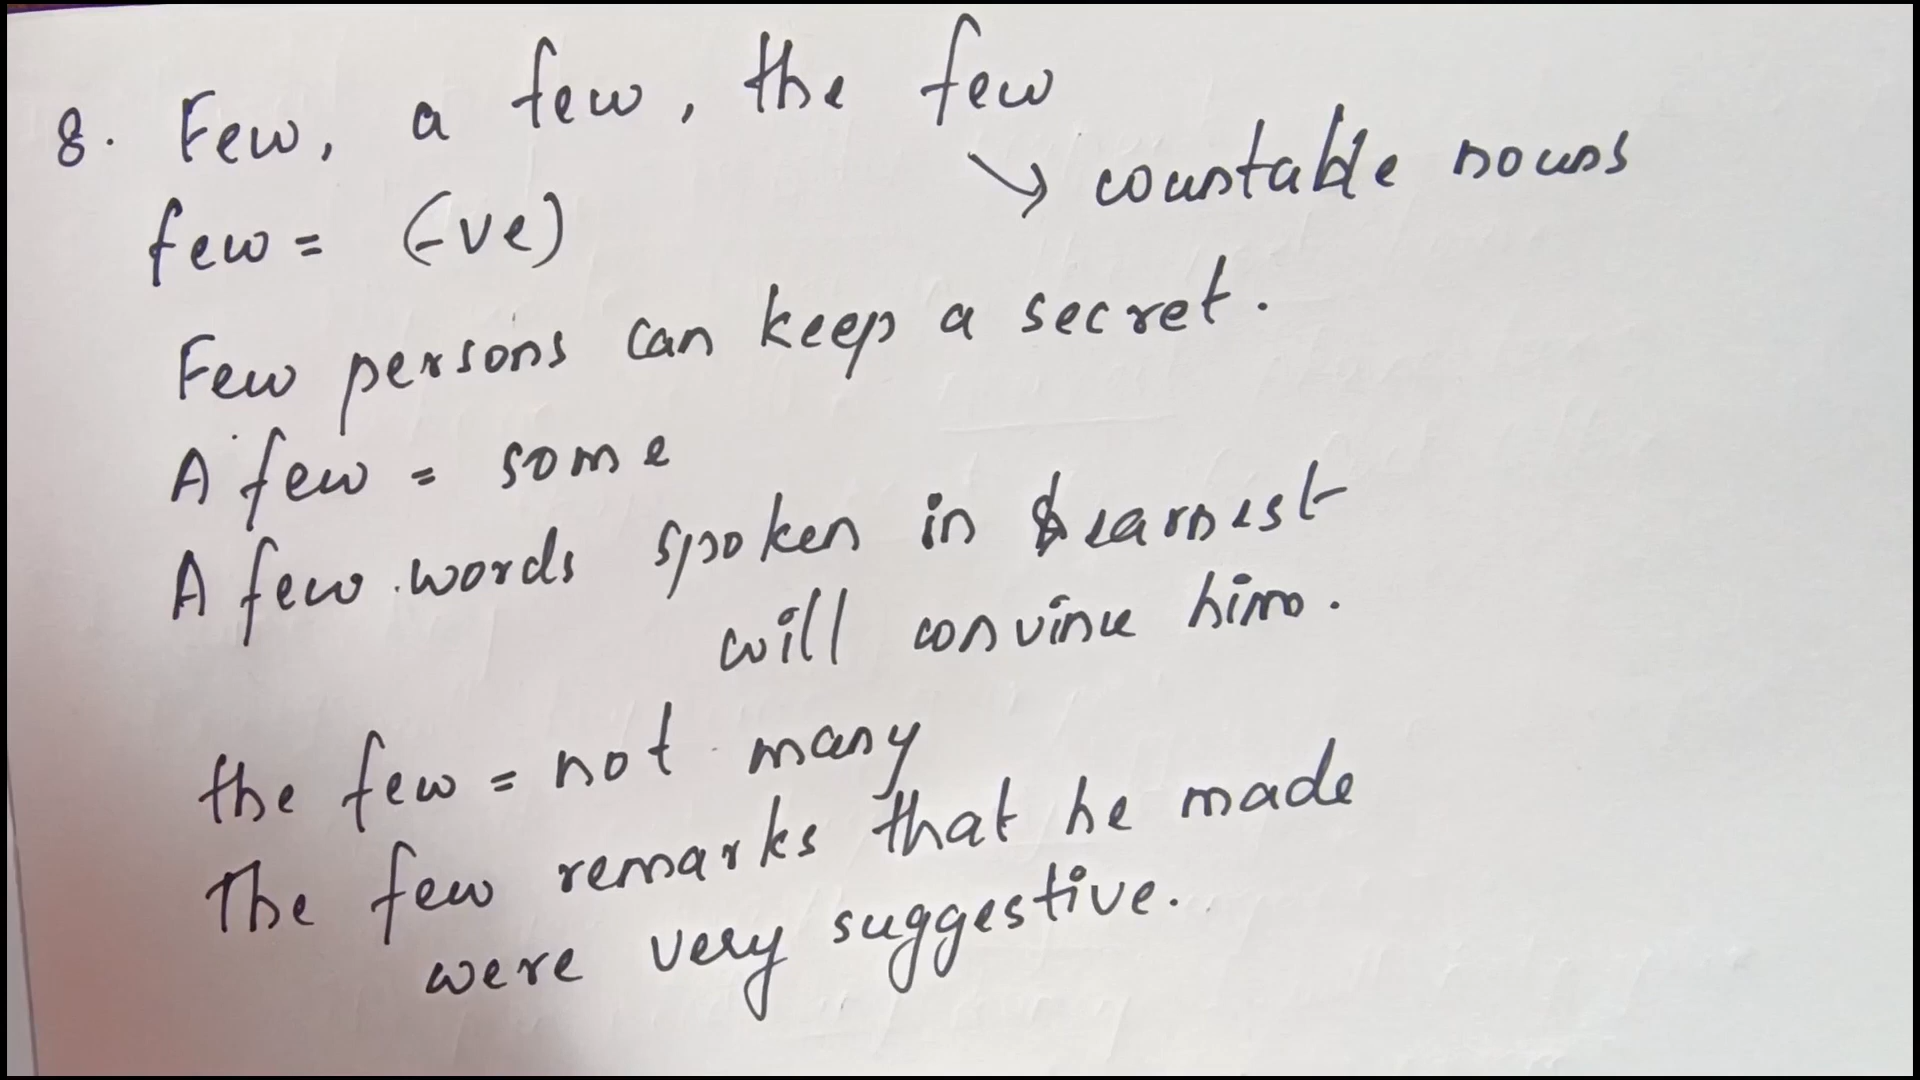 8. Few, a few, the few
↘ countable nouns
few = (-ve)
Few persons can keep a secret.
A few = some
A few words spoken in earnest
will convince him.
the few = not many
The few remarks that he made
were very suggestive.